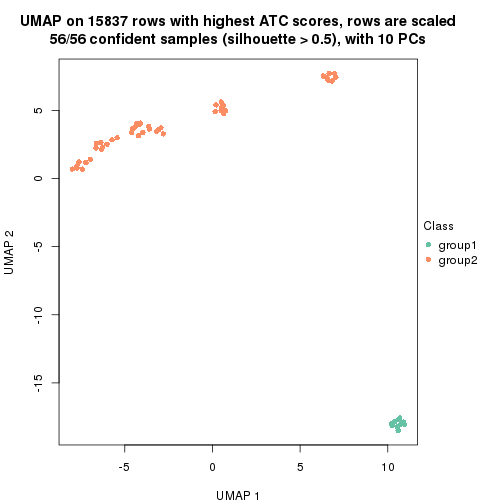 UMAP on 15837 rows with highest ATC scores, rows are scaled
56/56 confident samples (silhouette > 0.5), with 10 PCs
5
0
-5
-10
-15
UMAP 2
-5
0
5
10
UMAP 1
Class
group1
group2